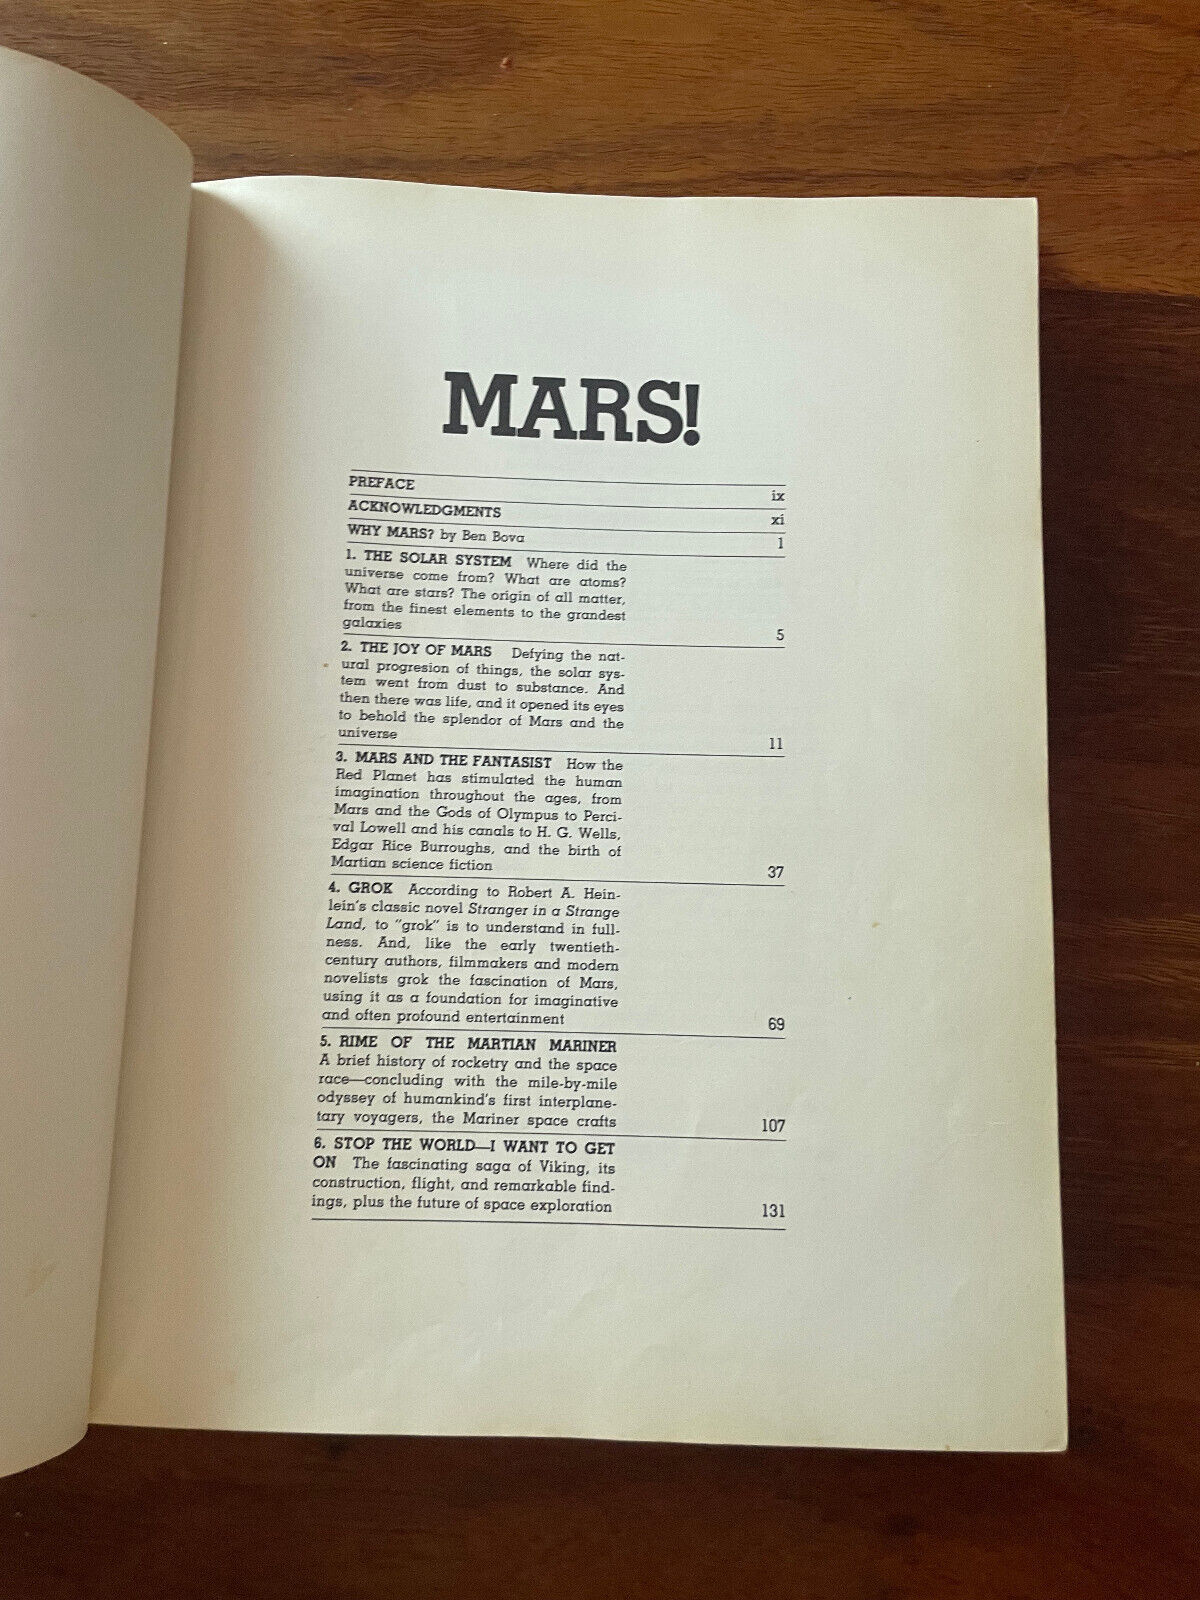 MARS!
PREFACE ix
ACKNOWLEDGMENTS xi
WHY MARS? by Ben Bova 1
1. THE SOLAR SYSTEM Where did the
universe come from? What are atoms?
What are stars? The origin of all matter,
from the finest elements to the grandest
galaxies 5
2. THE JOY OF MARS Defying the nat-
ural progresion of things, the solar sys-
tem went from dust to substance. And
then there was life, and it opened its eyes
to behold the splendor of Mars and the
universe 11
3. MARS AND THE FANTASIST How the
Red Planet has stimulated the human
imagination throughout the ages, from
Mars and the Gods of Olympus to Perci-
val Lowell and his canals to H. G. Wells,
Edgar Rice Burroughs, and the birth of
Martian science fiction 37
4. GROK According to Robert A. Hein-
lein's classic novel Stranger in a Strange
Land, to "grok" is to understand in full-
ness. And, like the early twentieth-
century authors, filmmakers and modern
novelists grok the fascination of Mars,
using it as a foundation for imaginative
and often profound entertainment 69
5. RIME OF THE MARTIAN MARINER
A brief history of rocketry and the space
race—concluding with the mile-by-mile
odyssey of humankind's first interplane-
tary voyagers, the Mariner space crafts 107
6. STOP THE WORLD—I WANT TO GET
ON The fascinating saga of Viking, its
construction, flight, and remarkable find-
ings, plus the future of space exploration 131